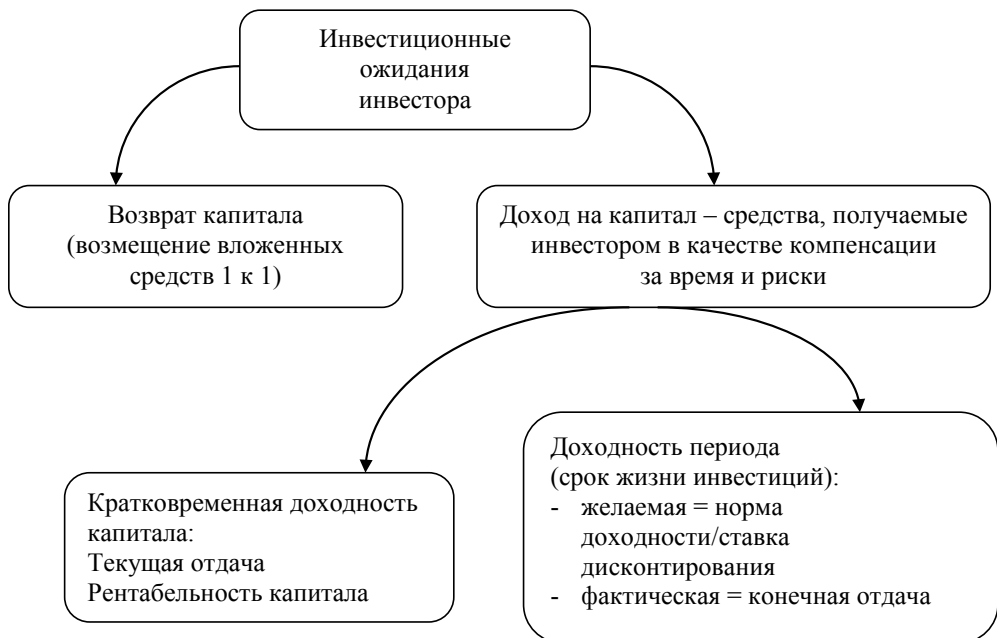 Инвестиционные
ожидания
инвестора
Возврат капитала
(возмещение вложенных
средств 1 к 1)
Доход на капитал – средства, получаемые
инвестором в качестве компенсации
за время и риски
Кратковременная доходность
капитала:
Текущая отдача
Рентабельность капитала
Доходность периода
(срок жизни инвестиций):
- желаемая = норма
доходности/ставка
дисконтирования
- фактическая = конечная отдача